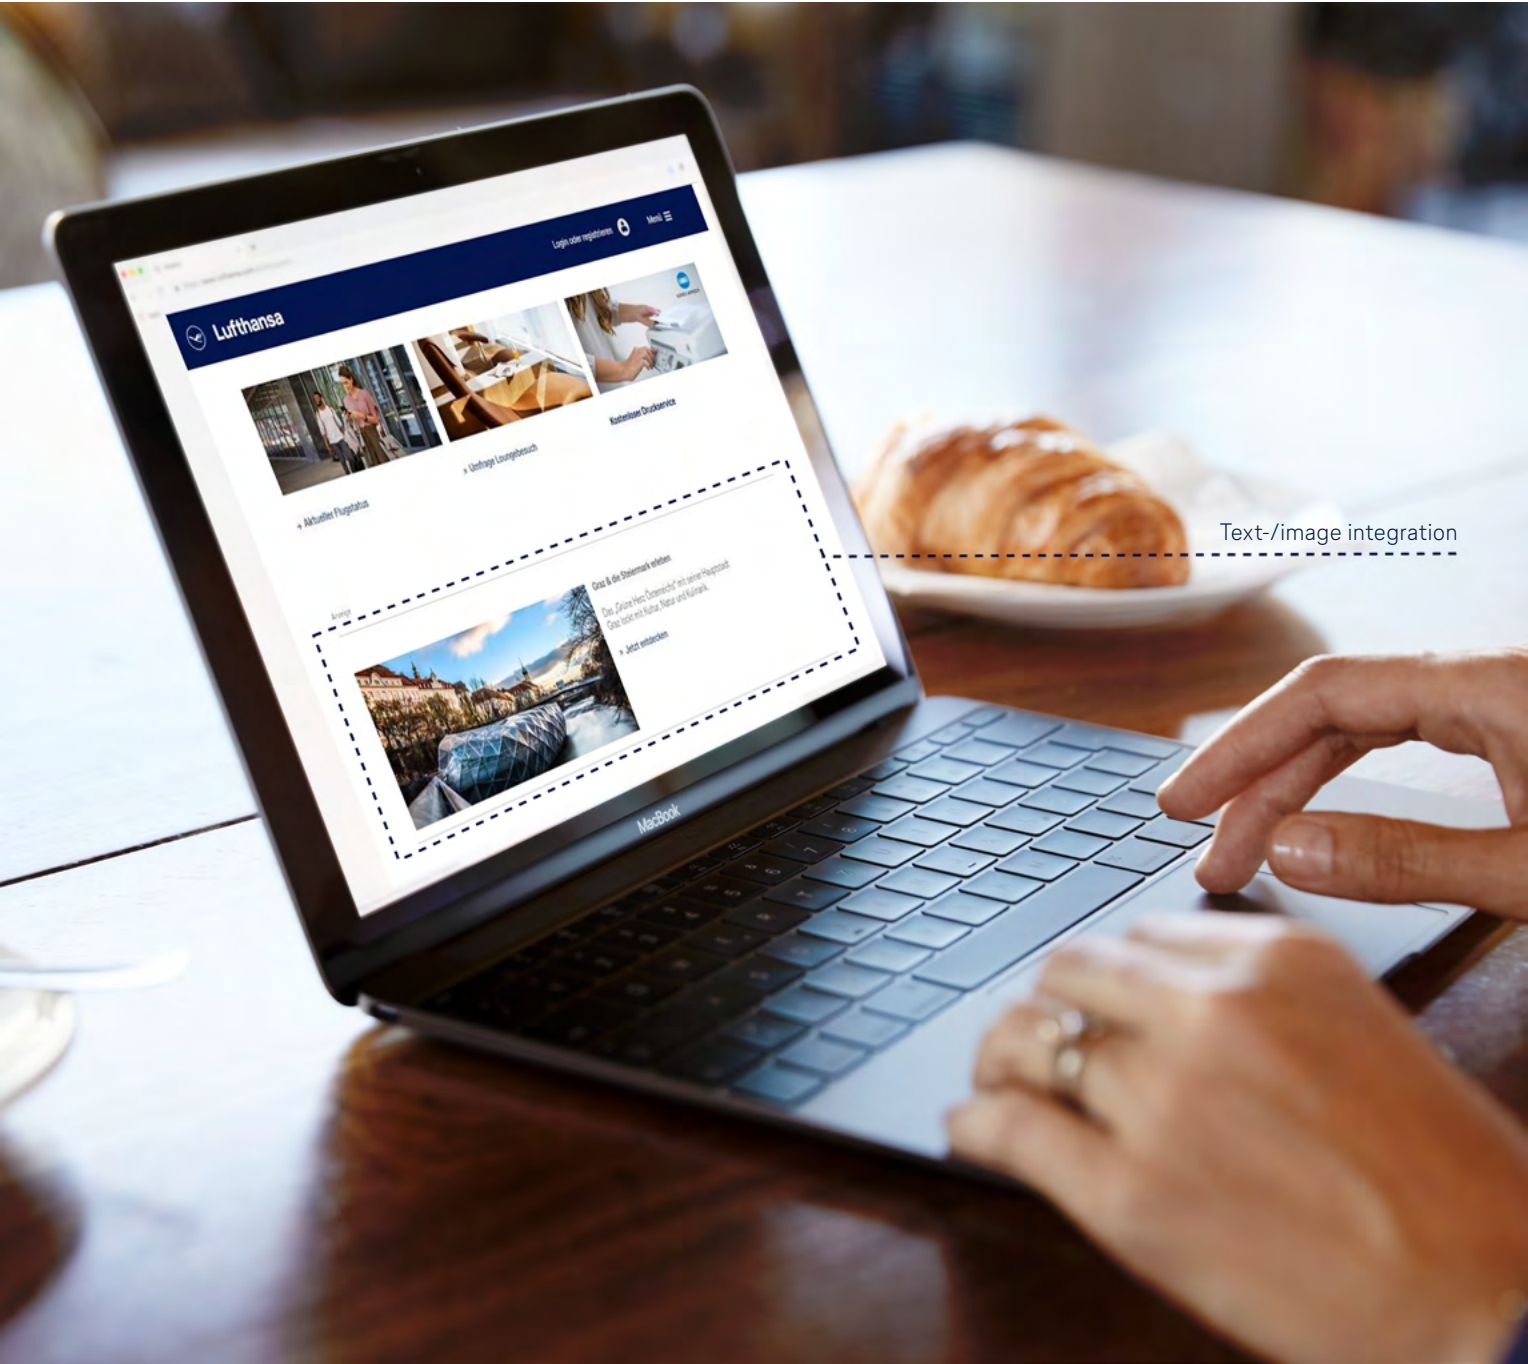 Login oder registrieren
Menü
Lufthansa
Kostenloser Druckservice
» Umfrage Loungebesuch
» Aktueller Flugstatus
Text-/image integration
Anzeige
Graz & die Steiermark erleben
Das „Grüne Herz Österreichs“ mit seiner Hauptstadt
Graz lockt mit Kultur, Natur und Kulinarik.
» Jetzt entdecken
MacBook